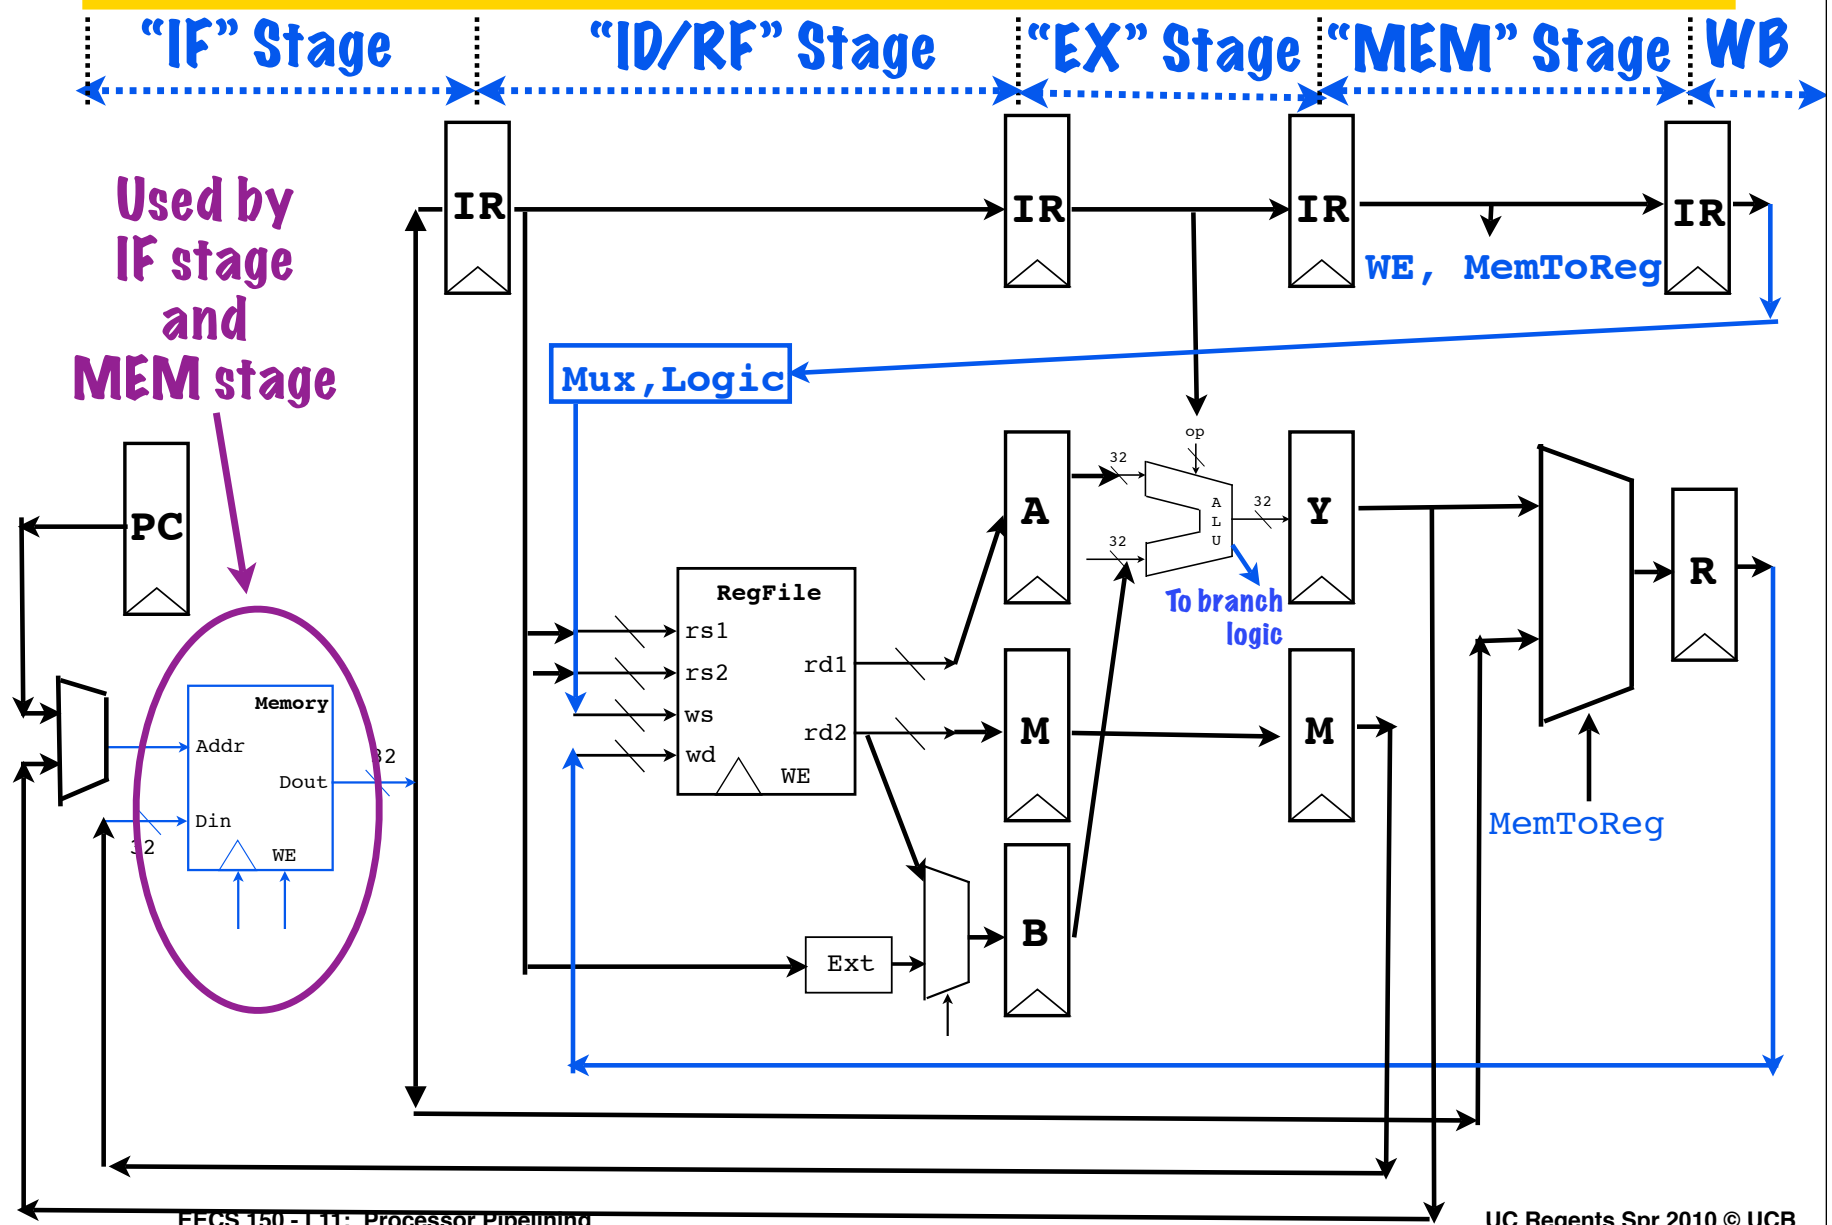 “IF” Stage
“ID/RF” Stage
“EX” Stage
“MEM” Stage
WB
IR
IR
IR
IR
WE, MemToReg
Used by
IF stage
and
MEM stage
Mux,Logic
PC
op
32
32
32
A
L
U
A
Y
To branch
logic
R
RegFile
rs1
rs2
ws
wd
rd1
rd2
WE
M
M
MemToReg
Memory
Addr
Dout
Din
WE
32
32
Ext
B
EECS 150 - L11: Processor Pipelining
UC Regents Spr 2010 © UCB